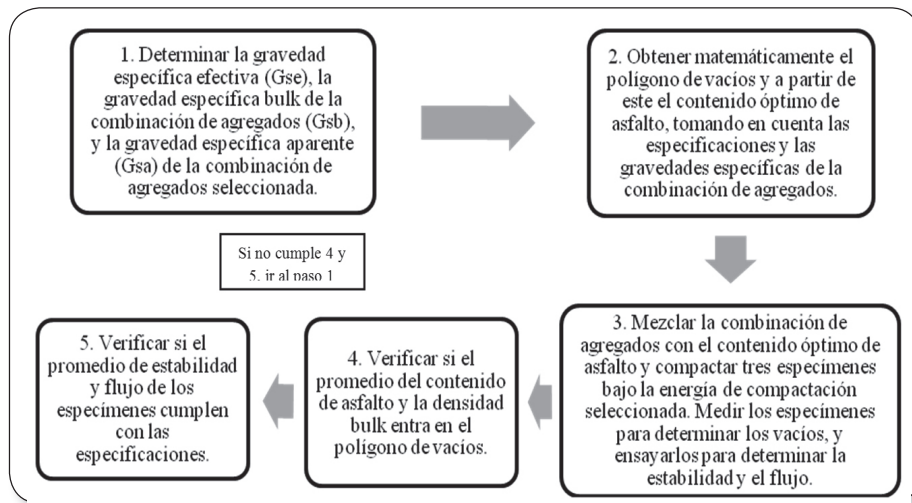 1. Determinar la gravedad
específica efectiva (Gse), la
gravedad específica bulk de la
combinación de agregados (Gsb),
y la gravedad específica aparente
(Gsa) de la combinación de
agregados seleccionada.
2. Obtener matemáticamente el
polígono de vacíos y a partir de
este el contenido óptimo de
asfalto, tomando en cuenta las
especificaciones y las
gravedades específicas de la
combinación de agregados.
Si no cumple 4 y
5. ir al paso 1
3. Mezclar la combinación de
agregados con el contenido óptimo de
asfalto y compactar tres especímenes
bajo la energía de compactación
seleccionada. Medir los especímenes
para determinar los vacíos, y
ensayarlos para determinar la
estabilidad y el flujo.
4. Verificar si el
promedio del contenido
de asfalto y la densidad
bulk entra en el
polígono de vacíos.
5. Verificar si el
promedio de estabilidad
y flujo de los
especímenes cumplen
con las
especificaciones.